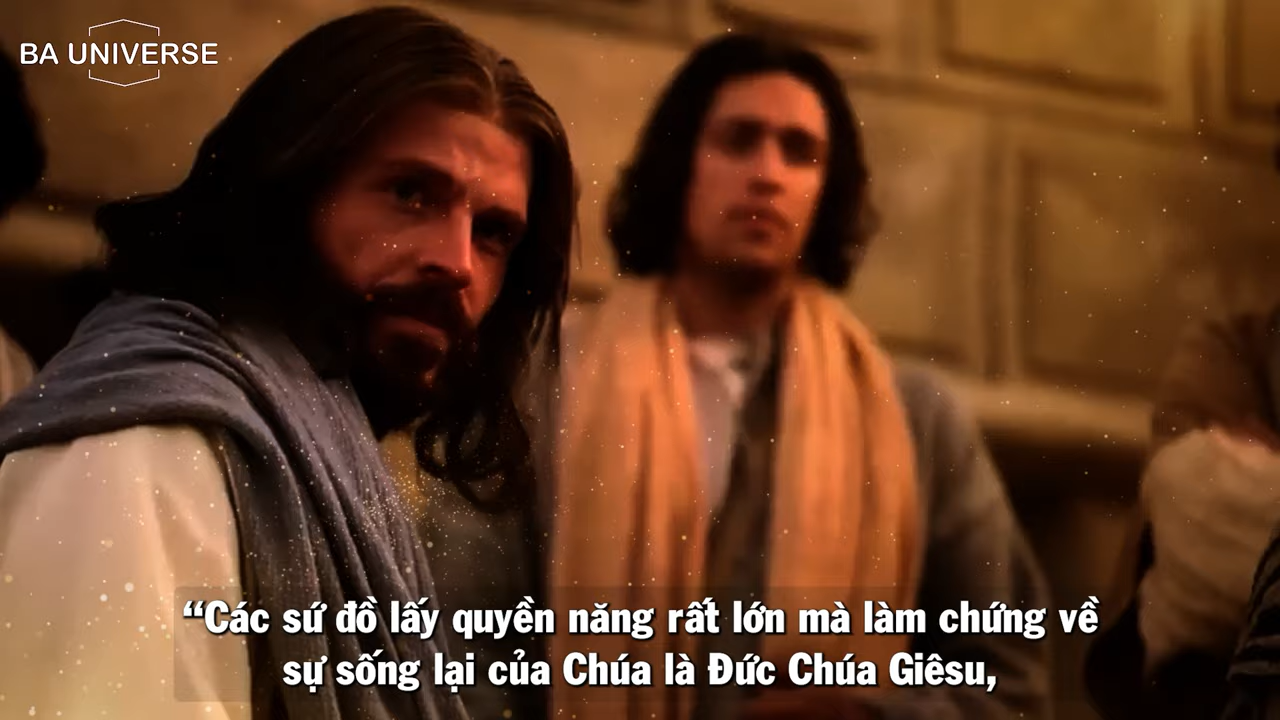 BA UNIVERSE
“Các sứ đồ lấy quyền năng rất lớn mà làm chứng về
sự sống lại của Chúa là Đức Chúa Giêsu,